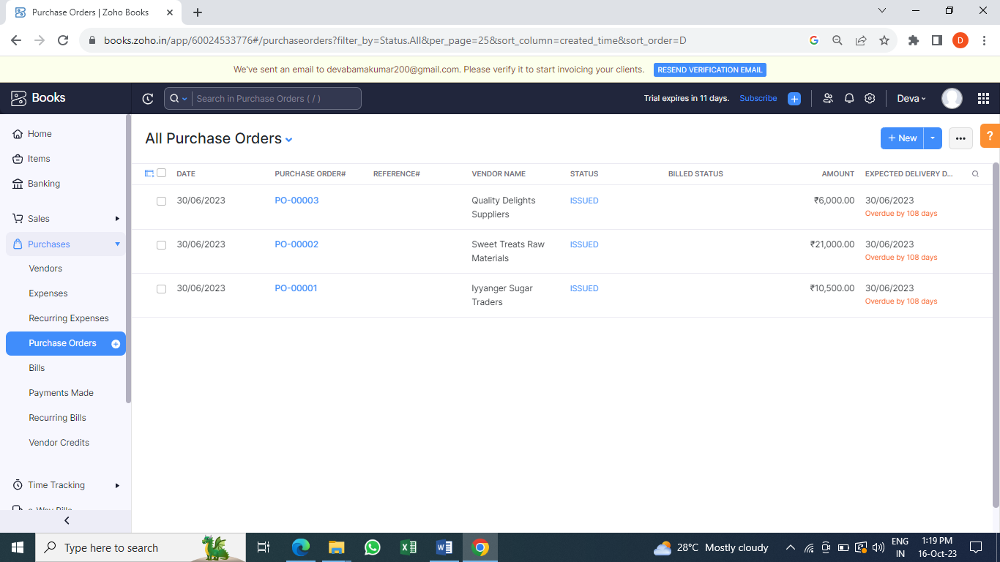 Purchase Orders | Zoho Books
books.zoho.in/app/60024533776#/purchaseorders?filter_by=Status.All&per_page=25&sort_column=created_time&sort_order=D
D
We've sent an email to devabamakumar200@gmail.com. Please verify it to start invoicing your clients. RESEND VERIFICATION EMAIL
Books
Search in Purchase Orders ( / )
Trial expires in 11 days. Subscribe
Deva
Home
Items
Banking
Sales
Purchases
Vendors
Expenses
Recurring Expenses
Purchase Orders
Bills
Payments Made
Recurring Bills
Vendor Credits
Time Tracking
e-Way Bills
All Purchase Orders
+ New
?
DATE PURCHASE ORDER# REFERENCE# VENDOR NAME STATUS BILLED STATUS AMOUNT EXPECTED DELIVERY D...
30/06/2023 PO-00003 Quality Delights ISSUED ₹6,000.00 30/06/2023
Suppliers Overdue by 108 days
30/06/2023 PO-00002 Sweet Treats Raw ISSUED ₹21,000.00 30/06/2023
Materials Overdue by 108 days
30/06/2023 PO-00001 Iyyanger Sugar ISSUED ₹10,500.00 30/06/2023
Traders Overdue by 108 days
Type here to search
28°C Mostly cloudy
ENG
IN
1:19 PM
16-Oct-23